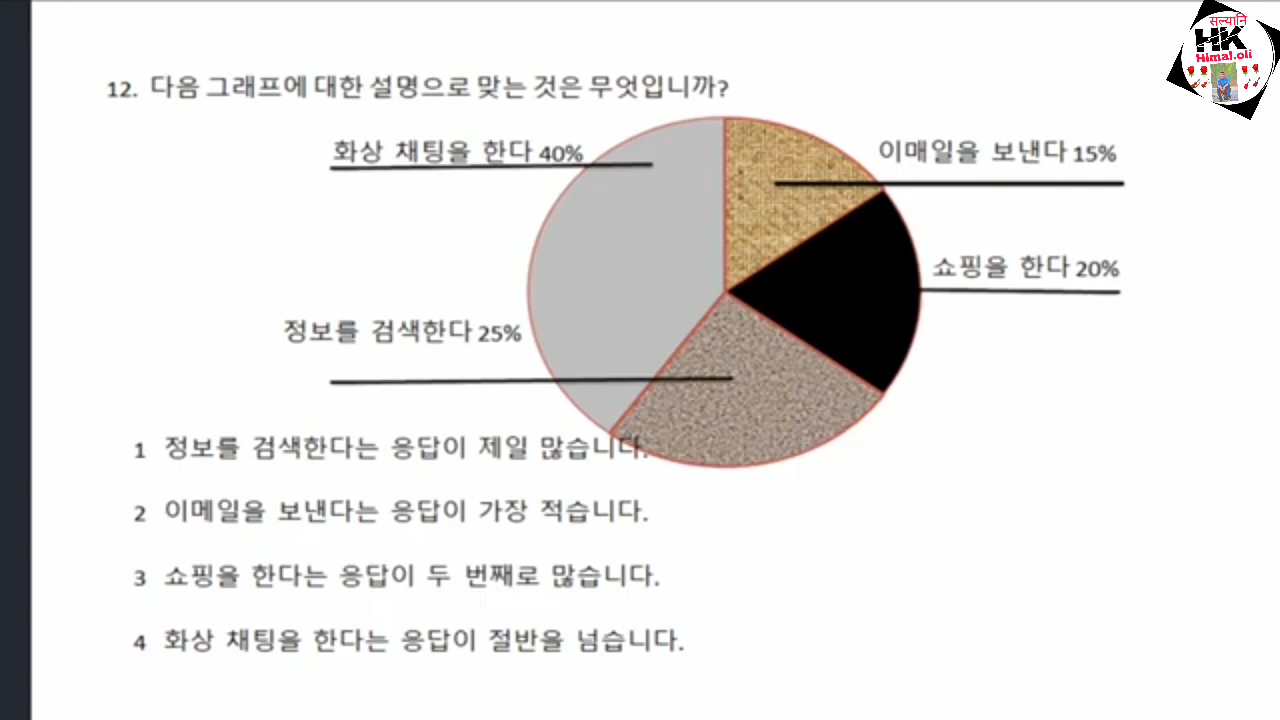 सल्यानि
HK
Himal.oli
12. 다음 그래프에 대한 설명으로 맞는 것은 무엇입니까?
화상 채팅을 한다 40%
이매일을 보낸다 15%
쇼핑을 한다 20%
정보를 검색한다 25%
1 정보를 검색한다는 응답이 제일 많습니다.
2 이메일을 보낸다는 응답이 가장 적습니다.
3 쇼핑을 한다는 응답이 두 번째로 많습니다.
4 화상 채팅을 한다는 응답이 절반을 넘습니다.